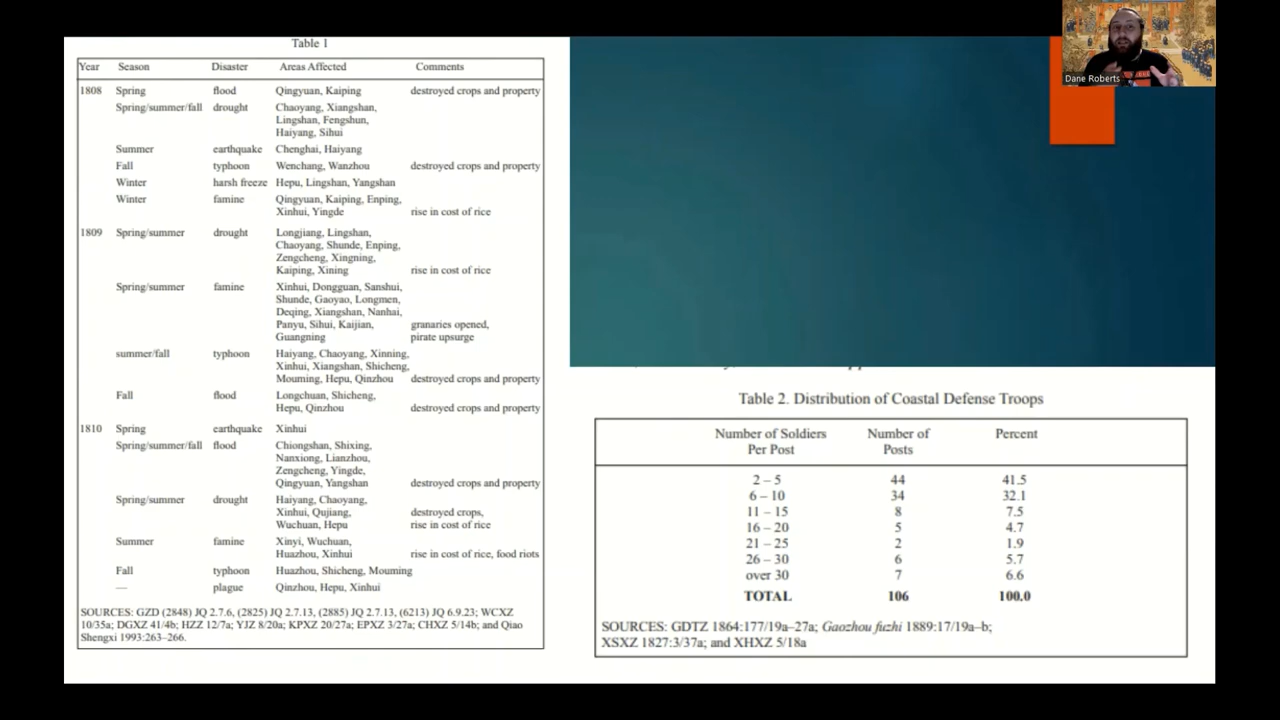 Table 1
Year Season Disaster Areas Affected Comments
1808 Spring flood Qingyuan, Kaiping destroyed crops and property
Spring/summer/fall drought Chaoyang, Xiangshan,
Lingshan, Fengshun,
Haiyang, Sihui
Summer earthquake Chenghai, Haiyang
Fall typhoon Wenchang, Wanzhou destroyed crops and property
Winter harsh freeze Hepu, Lingshan, Yangshan
Winter famine Qingyuan, Kaiping, Enping,
Xinhui, Yingde rise in cost of rice
1809 Spring/summer drought Longjiang, Lingshan,
Chaoyang, Shunde, Enping,
Zengcheng, Xingning,
Kaiping, Xining rise in cost of rice
Spring/summer famine Xinhui, Dongguan, Sanshui,
Shunde, Gaoyao, Longmen,
Deqing, Xiangshan, Nanhai,
Panyu, Sihui, Kaijian, granaries opened,
Guangning pirate upsurge
summer/fall typhoon Haiyang, Chaoyang, Xinning,
Xinhui, Xiangshan, Shicheng,
Mouming, Hepu, Qinzhou destroyed crops and property
Fall flood Longchuan, Shicheng,
Hepu, Qinzhou destroyed crops and property
1810 Spring earthquake Xinhui
Spring/summer/fall flood Chiongshan, Shixing,
Nanxiong, Lianzhou,
Zengcheng, Yingde,
Qingyuan, Yangshan destroyed crops and property
Spring/summer drought Haiyang, Chaoyang,
Xinhui, Qujiang, destroyed crops,
Wuchuan, Hepu rise in cost of rice
Summer famine Xinyi, Wuchuan,
Huazhou, Xinhui rise in cost of rice, food riots
Fall typhoon Huazhou, Shicheng, Mouming
— plague Qinzhou, Hepu, Xinhui
SOURCES: GZD (2848) JQ 2.7.6, (2825) JQ 2.7.13, (2885) JQ 2.7.13, (6213) JQ 6.9.23; WCXZ
10/35a; DGXZ 41/4b; HZZ 12/7a; YJZ 8/20a; KPXZ 20/27a; EPXZ 3/27a; CHXZ 5/14b; and Qiao
Shengxi 1993:263–266.
Dane Roberts
Table 2. Distribution of Coastal Defense Troops
Number of Soldiers Number of Percent
Per Post Posts
2 – 5 44 41.5
6 – 10 34 32.1
11 – 15 8 7.5
16 – 20 5 4.7
21 – 25 2 1.9
26 – 30 6 5.7
over 30 7 6.6
TOTAL 106 100.0
SOURCES: GDTZ 1864:177/19a–27a; Gaozhou fuzhi 1889:17/19a–b;
XSXZ 1827:3/37a; and XHXZ 5/18a